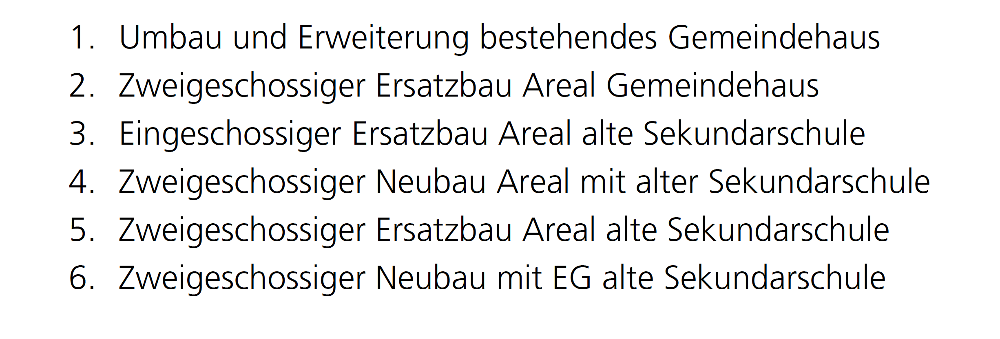 1. Umbau und Erweiterung bestehendes Gemeindehaus
2. Zweigeschossiger Ersatzbau Areal Gemeindehaus
3. Eingeschossiger Ersatzbau Areal alte Sekundarschule
4. Zweigeschossiger Neubau Areal mit alter Sekundarschule
5. Zweigeschossiger Ersatzbau Areal alte Sekundarschule
6. Zweigeschossiger Neubau mit EG alte Sekundarschule